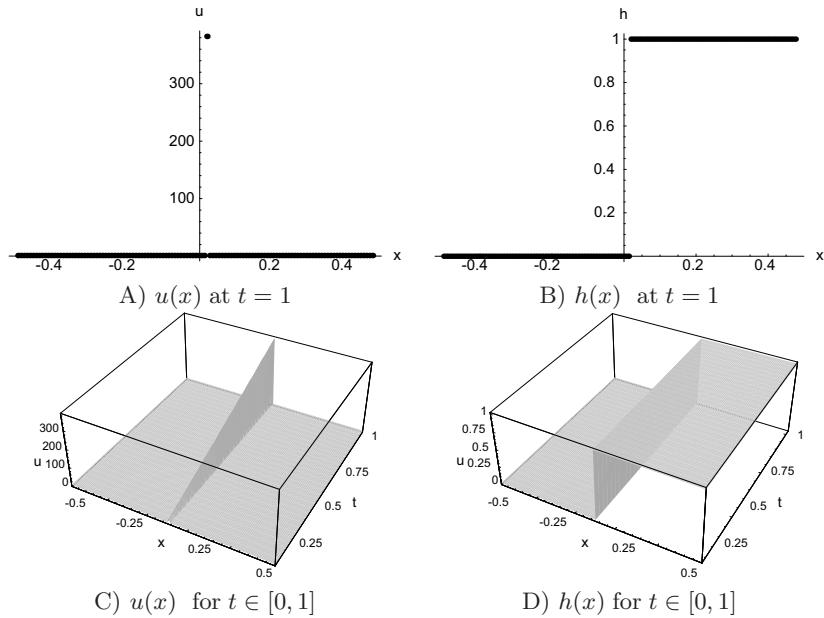 u
300
200
100
-0.4 -0.2 0.2 0.4 x
A) u(x) at t = 1
h
1
0.8
0.6
0.4
0.2
-0.4 -0.2 0.2 0.4 x
B) h(x) at t = 1
300
200
u 100
0
-0.5
-0.25
x
0.25
0.5
0.25
0.5
t
0.75
1
C) u(x) for t ∈ [0, 1]
1
0.75
0.5
u 0.25
0
-0.5
-0.25
x
0.25
0.5
0.25
0.5
t
0.75
1
D) h(x) for t ∈ [0, 1]